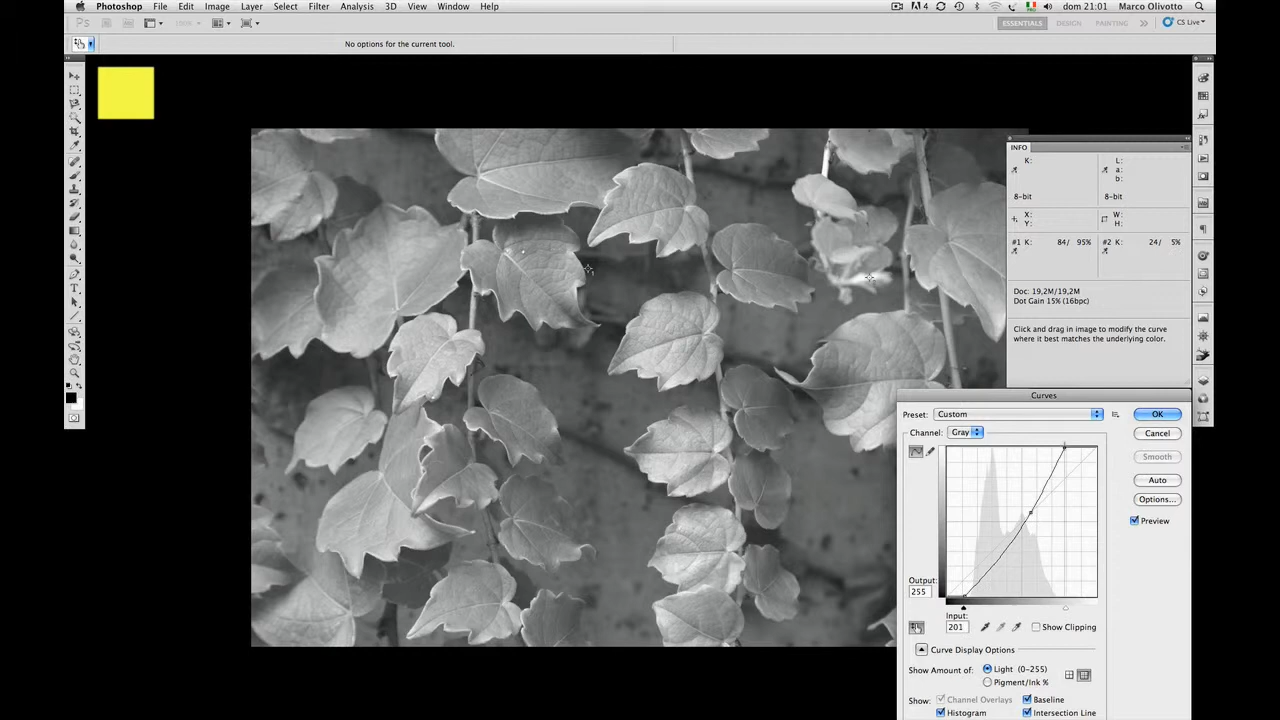 Photoshop File Edit Image Layer Select Filter Analysis 3D View Window Help 4 dom 21:01 Marco Olivotto
Ps 100% ESSENTIALS DESIGN PAINTING CS Live
No options for the current tool.
INFO
K: L:
a:
b:
8-bit 8-bit
X: W:
Y: H:
#1 K: 84/ 95% #2 K: 24/ 5%
Doc: 19,2M/19,2M
Dot Gain 15% (16bpc)
Click and drag in image to modify the curve
where it best matches the underlying color.
Curves
Preset: Custom OK
Channel: Gray Cancel
Smooth
Auto
Options...
Preview
Output:
255
Input:
201 Show Clipping
Curve Display Options
Show Amount of: Light (0-255)
Pigment/Ink %
Show: Channel Overlays Baseline
Histogram Intersection Line